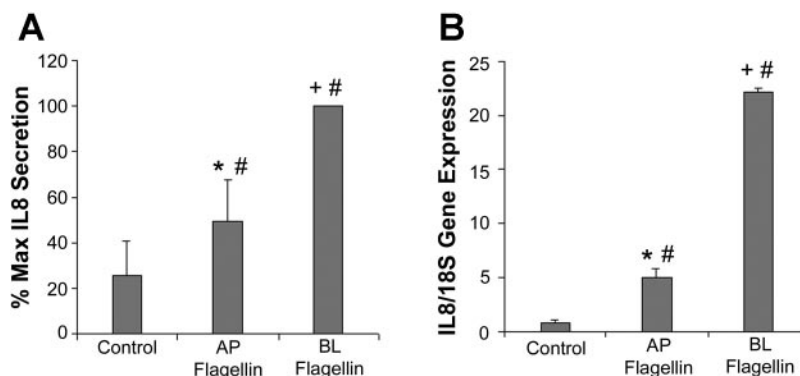 A
% Max IL8 Secretion
120
100
80
60
40
20
0
+ #
* #
Control
AP
Flagellin
BL
Flagellin
B
IL8/18S Gene Expression
25
20
15
10
5
0
+ #
* #
Control
AP
Flagellin
BL
Flagellin